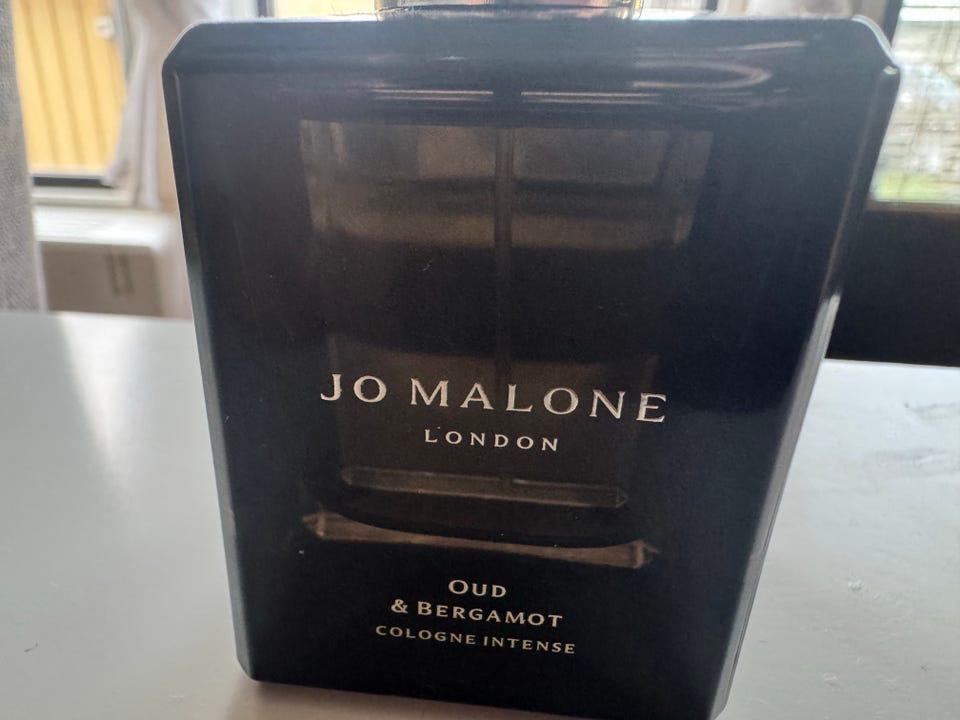 JO MALONE
LONDON
OUD
& BERGAMOT
COLOGNE INTENSE